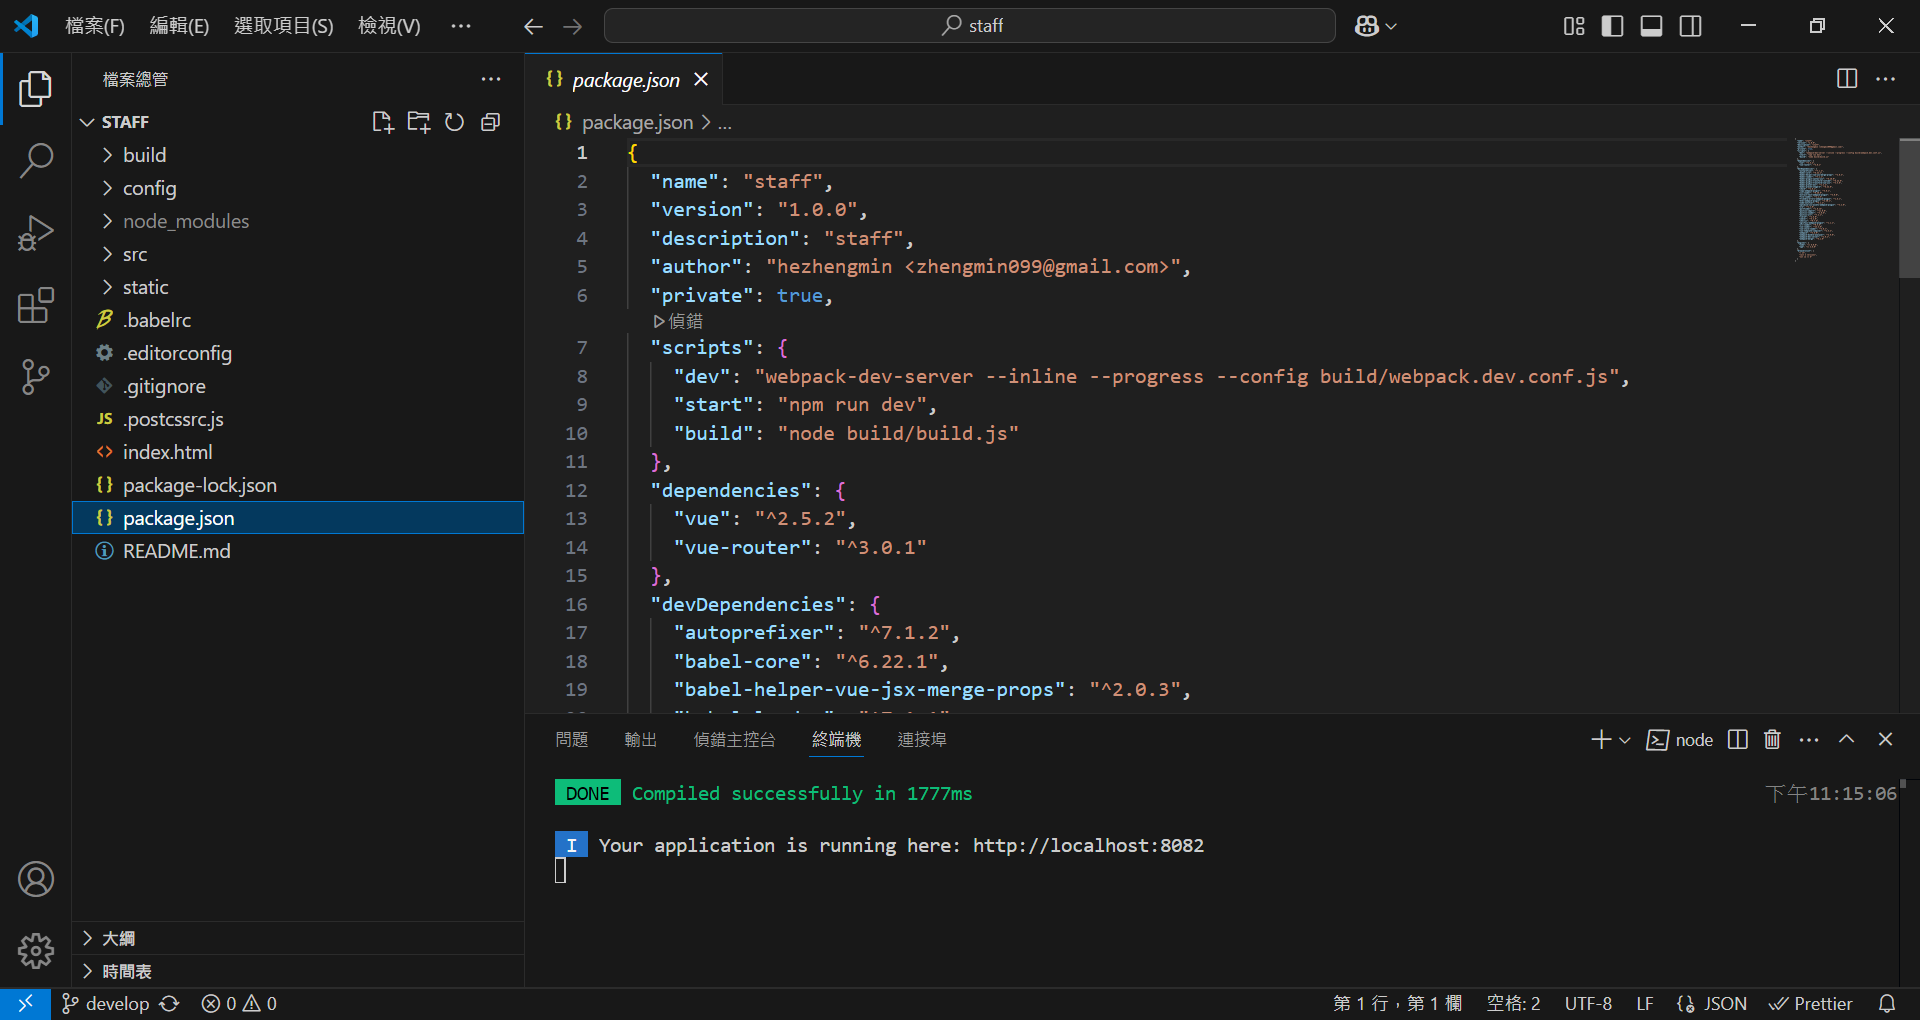 檔案(F) 編輯(E) 選取項目(S) 檢視(V) ··· staff
檔案總管
STAFF
build
config
node_modules
src
static
.babelrc
.editorconfig
.gitignore
JS .postcssrc.js
<> index.html
{} package-lock.json
{} package.json
README.md
大綱
時間表
{} package.json
{} package.json > ...
1 {
2 "name": "staff",
3 "version": "1.0.0",
4 "description": "staff",
5 "author": "hezhengmin <zhengmin099@gmail.com>",
6 "private": true,
偵錯
7 "scripts": {
8 "dev": "webpack-dev-server --inline --progress --config build/webpack.dev.conf.js",
9 "start": "npm run dev",
10 "build": "node build/build.js"
11 },
12 "dependencies": {
13 "vue": "^2.5.2",
14 "vue-router": "^3.0.1"
15 },
16 "devDependencies": {
17 "autoprefixer": "^7.1.2",
18 "babel-core": "^6.22.1",
19 "babel-helper-vue-jsx-merge-props": "^2.0.3",
問題 輸出 偵錯主控台 終端機 連接埠 node
DONE Compiled successfully in 1777ms 下午11:15:06
I Your application is running here: http://localhost:8082
develop 0 0 第 1 行，第 1 欄 空格: 2 UTF-8 LF {} JSON Prettier